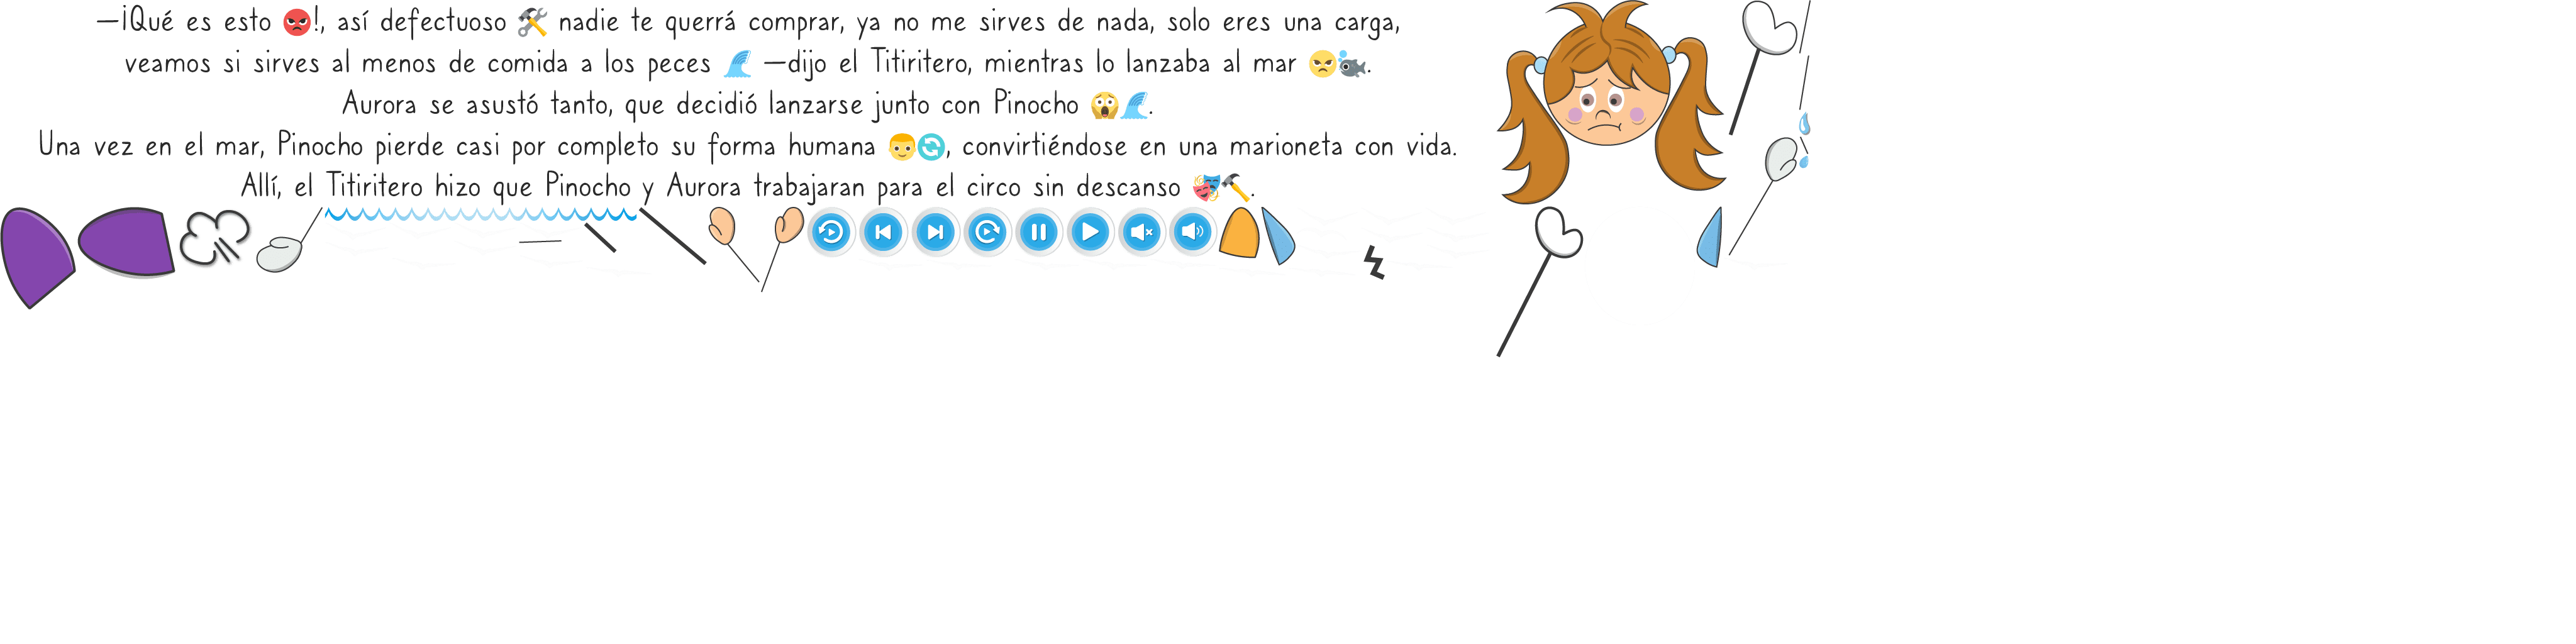 —¡Qué es esto 😡!, así defectuoso 🛠️ nadie te querrá comprar, ya no me sirves de nada, solo eres una carga,
veamos si sirves al menos de comida a los peces 🌊 —dijo el Titiritero, mientras lo lanzaba al mar 😠🐟.
Aurora se asustó tanto, que decidió lanzarse junto con Pinocho 😱🌊.
Una vez en el mar, Pinocho pierde casi por completo su forma humana 👨🔄, convirtiéndose en una marioneta con vida.
Allí, el Titiritero hizo que Pinocho y Aurora trabajaran para el circo sin descanso 🎭🔨.